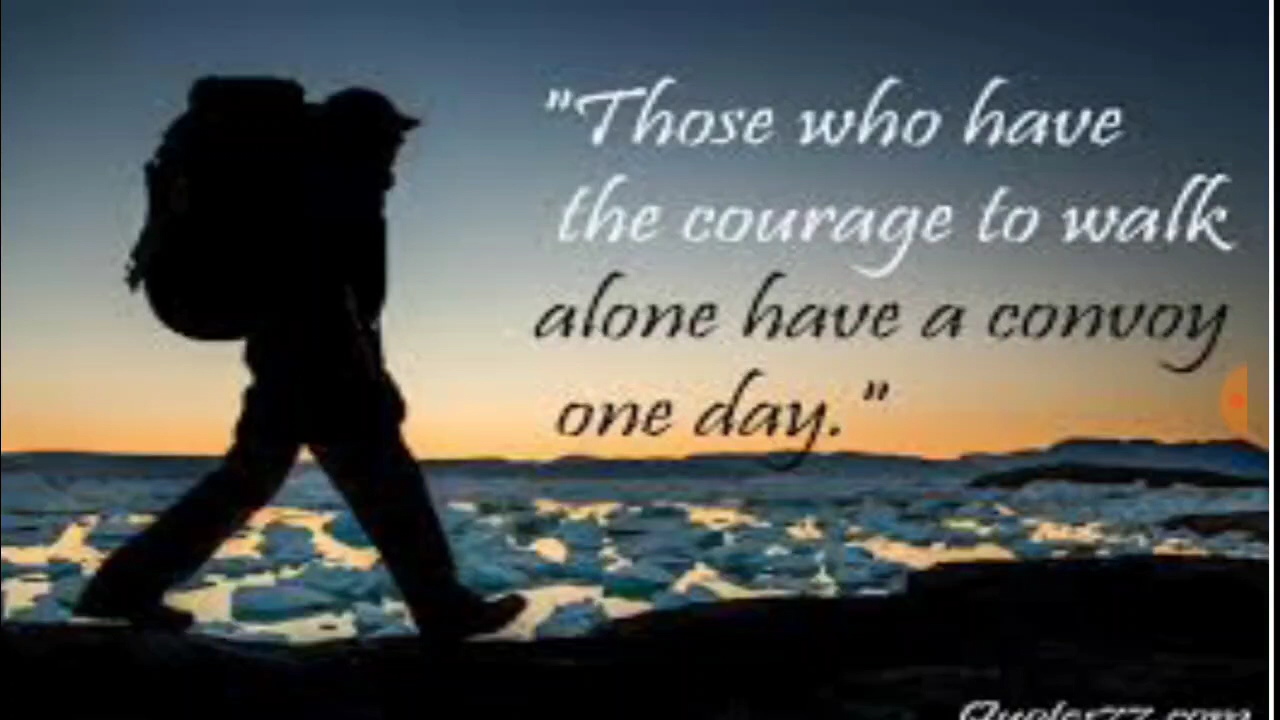 "Those who have
the courage to walk
alone have a convoy
one day."